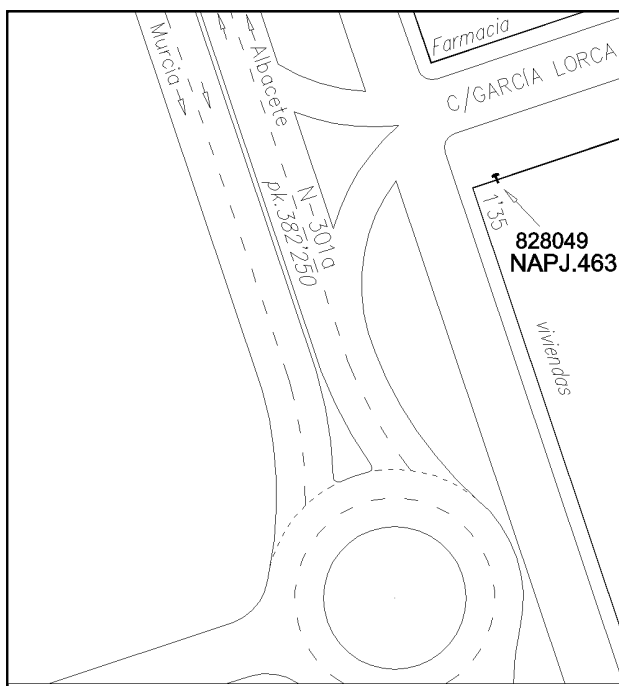 Murcia
Albacete
Farmacia
C/GARCÍA LORCA
N-301a
pk.382'250
1'35
828049
NAPJ.463
viviendas